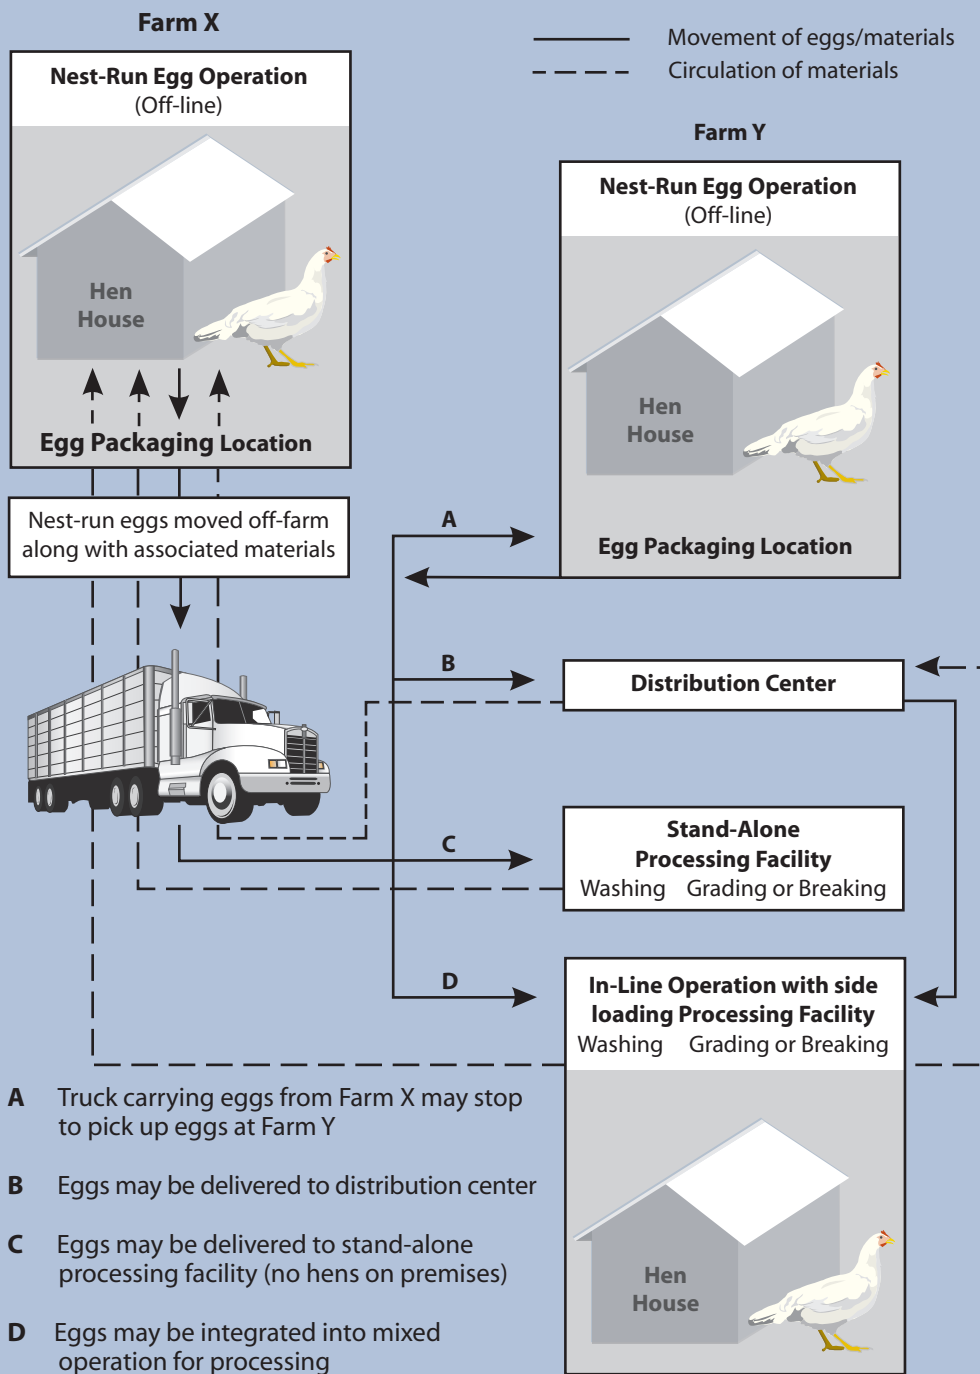 Farm X
Nest-Run Egg Operation
(Off-line)
Hen
House
Egg Packaging Location
Nest-run eggs moved off-farm
along with associated materials
Movement of eggs/materials
Circulation of materials
Farm Y
Nest-Run Egg Operation
(Off-line)
Hen
House
Egg Packaging Location
A
B
Distribution Center
C
Stand-Alone
Processing Facility
Washing Grading or Breaking
D
In-Line Operation with side
loading Processing Facility
Washing Grading or Breaking
Hen
House
A Truck carrying eggs from Farm X may stop
to pick up eggs at Farm Y
B Eggs may be delivered to distribution center
C Eggs may be delivered to stand-alone
processing facility (no hens on premises)
D Eggs may be integrated into mixed
operation for processing